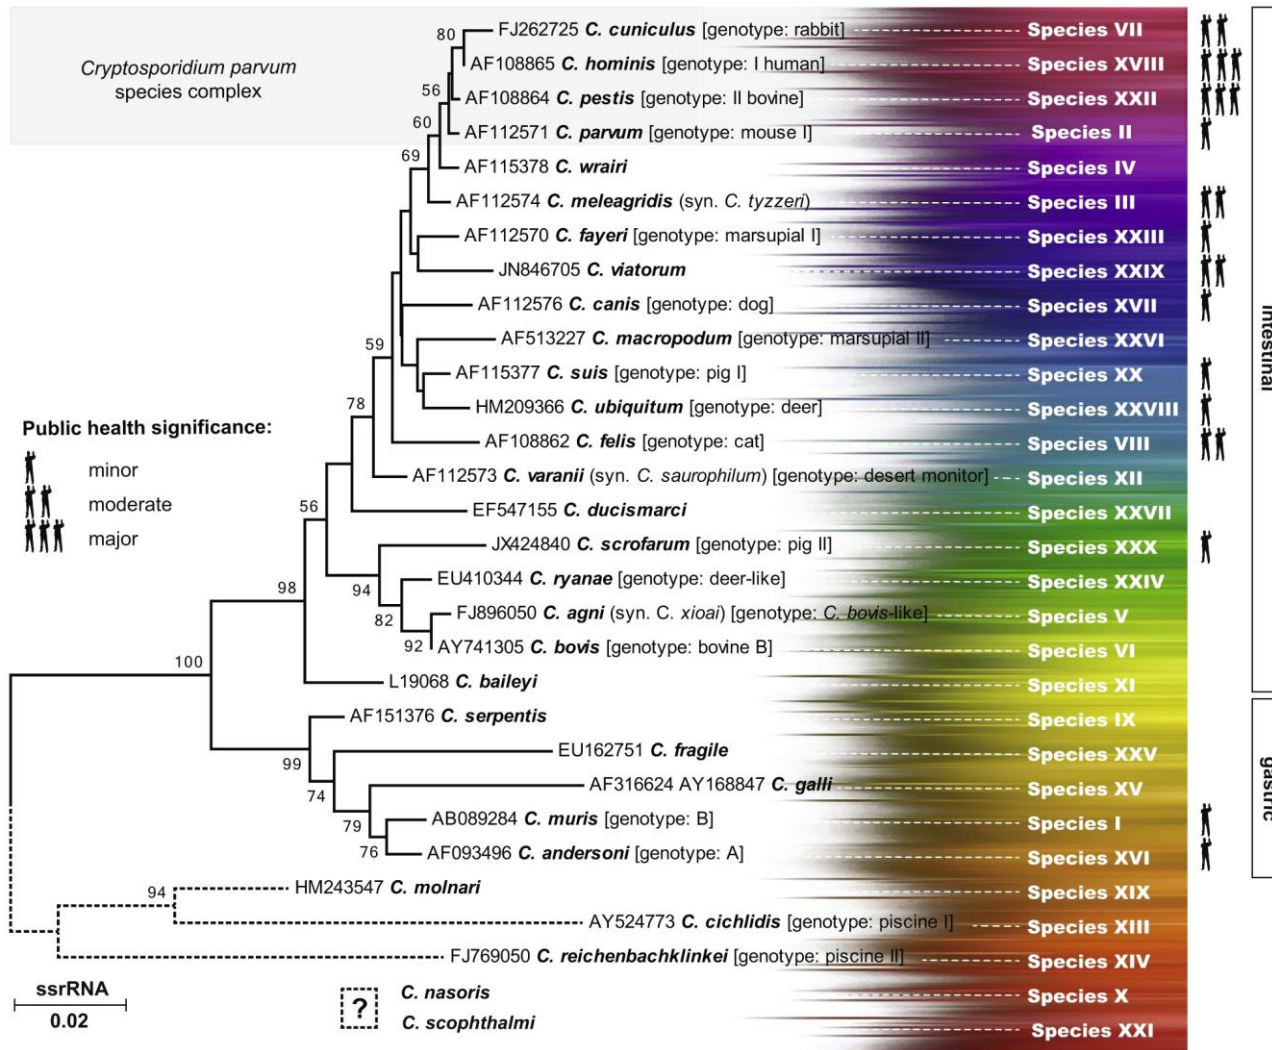 Cryptosporidium parvum
species complex
80
FJ262725 C. cuniculus [genotype: rabbit] Species VII
AF108865 C. hominis [genotype: I human] Species XVIII
56
AF108864 C. pestis [genotype: II bovine] Species XXII
60
AF112571 C. parvum [genotype: mouse I] Species II
69
AF115378 C. wrairi Species IV
AF112574 C. meleagridis (syn. C. tyzzeri) Species III
AF112570 C. fayeri [genotype: marsupial I] Species XXIII
JN846705 C. viatorum Species XXIX
AF112576 C. canis [genotype: dog] Species XVII
59
AF513227 C. macropodum [genotype: marsupial II] Species XXVI
AF115377 C. suis [genotype: pig I] Species XX
78
HM209366 C. ubiquitum [genotype: deer] Species XXVIII
AF108862 C. felis [genotype: cat] Species VIII
AF112573 C. varanii (syn. C. saurophilum) [genotype: desert monitor] Species XII
56
EF547155 C. ducismarci Species XXVII
JX424840 C. scrofarum [genotype: pig II] Species XXX
98
94
EU410344 C. ryanae [genotype: deer-like] Species XXIV
82
FJ896050 C. agni (syn. C. xioai) [genotype: C. bovis-like] Species V
92
AY741305 C. bovis [genotype: bovine B] Species VI
100
L19068 C. baileyi Species XI
AF151376 C. serpentis Species IX
99
EU162751 C. fragile Species XXV
74
AF316624 AY168847 C. galli Species XV
79
AB089284 C. muris [genotype: B] Species I
76
AF093496 C. andersoni [genotype: A] Species XVI
94
HM243547 C. molnari Species XIX
AY524773 C. cichlidis [genotype: piscine I] Species XIII
FJ769050 C. reichenbachklinkei [genotype: piscine II] Species XIV
Species X
Species XXI
Public health significance:
minor
moderate
major
ssrRNA
0.02
?
C. nasoris
C. scophthalmi
intestinal
gastric